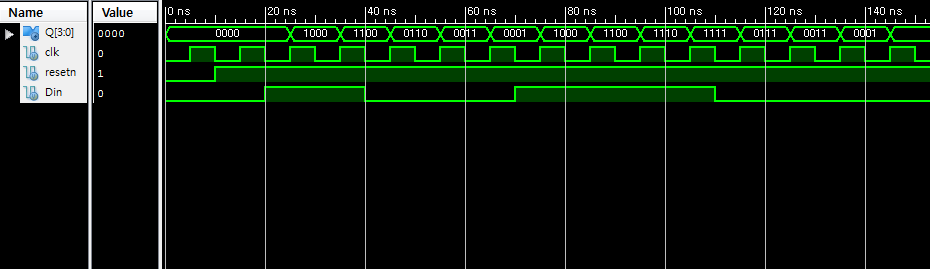 Name Value |0 ns |20 ns |40 ns |60 ns |80 ns |100 ns |120 ns |140 ns
Q[3:0] 0000 0000 1000 1100 0110 0011 0001 1000 1100 1110 1111 0111 0011 0001
clk 0
resetn 1
Din 0